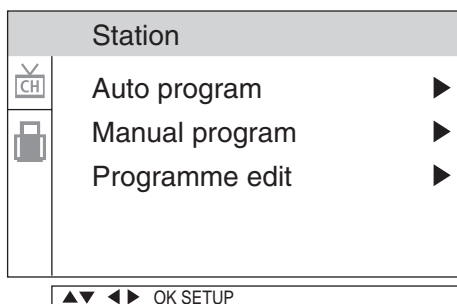 Station
CH
Auto program ▶
Manual program ▶
Programme edit ▶
▲▼ ◀▶ OK SETUP